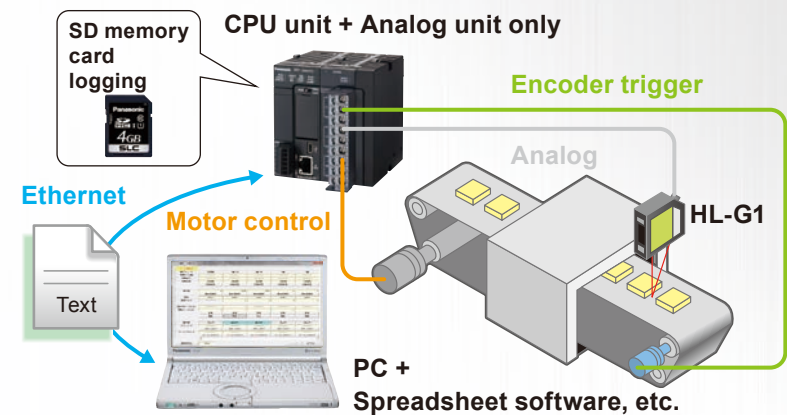 SD memory
card
logging
Panasonic
4GB
SLC
CPU unit + Analog unit only
Encoder trigger
Analog
Ethernet
Motor control
HL-G1
Text
PC +
Spreadsheet software, etc.